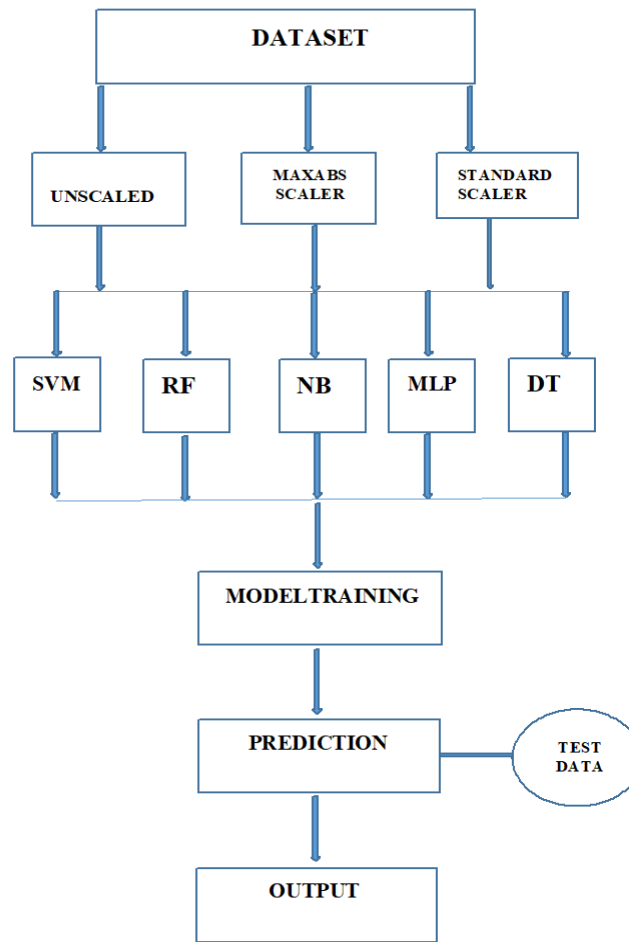 DATASET
UNSCALED
MAXABS
SCALER
STANDARD
SCALER
SVM
RF
NB
MLP
DT
MODELTRAINING
PREDICTION
TEST
DATA
OUTPUT